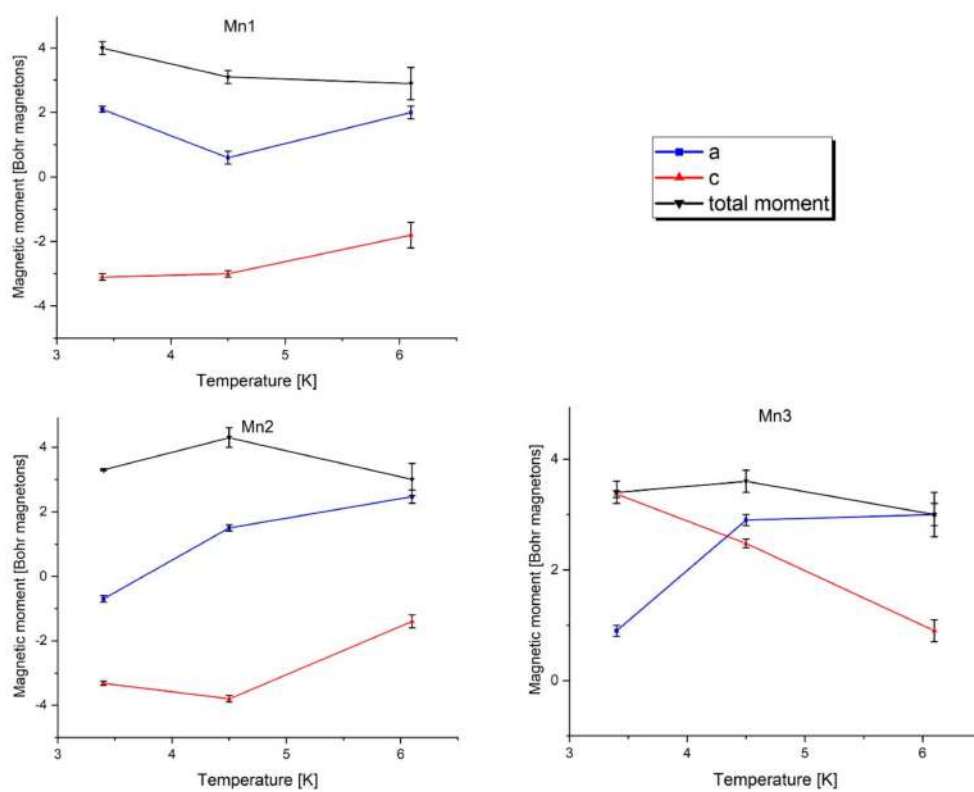 Mn1
Magnetic moment [Bohr magnetons]
4
2
0
-2
-4
3 4 5 6
Temperature [K]
a
c
total moment
Mn2
Magnetic moment [Bohr magnetons]
4
2
0
-2
-4
3 4 5 6
Temperature [K]
Mn3
Magnetic moment [Bohr magnetons]
4
2
0
3 4 5 6
Temperature [K]